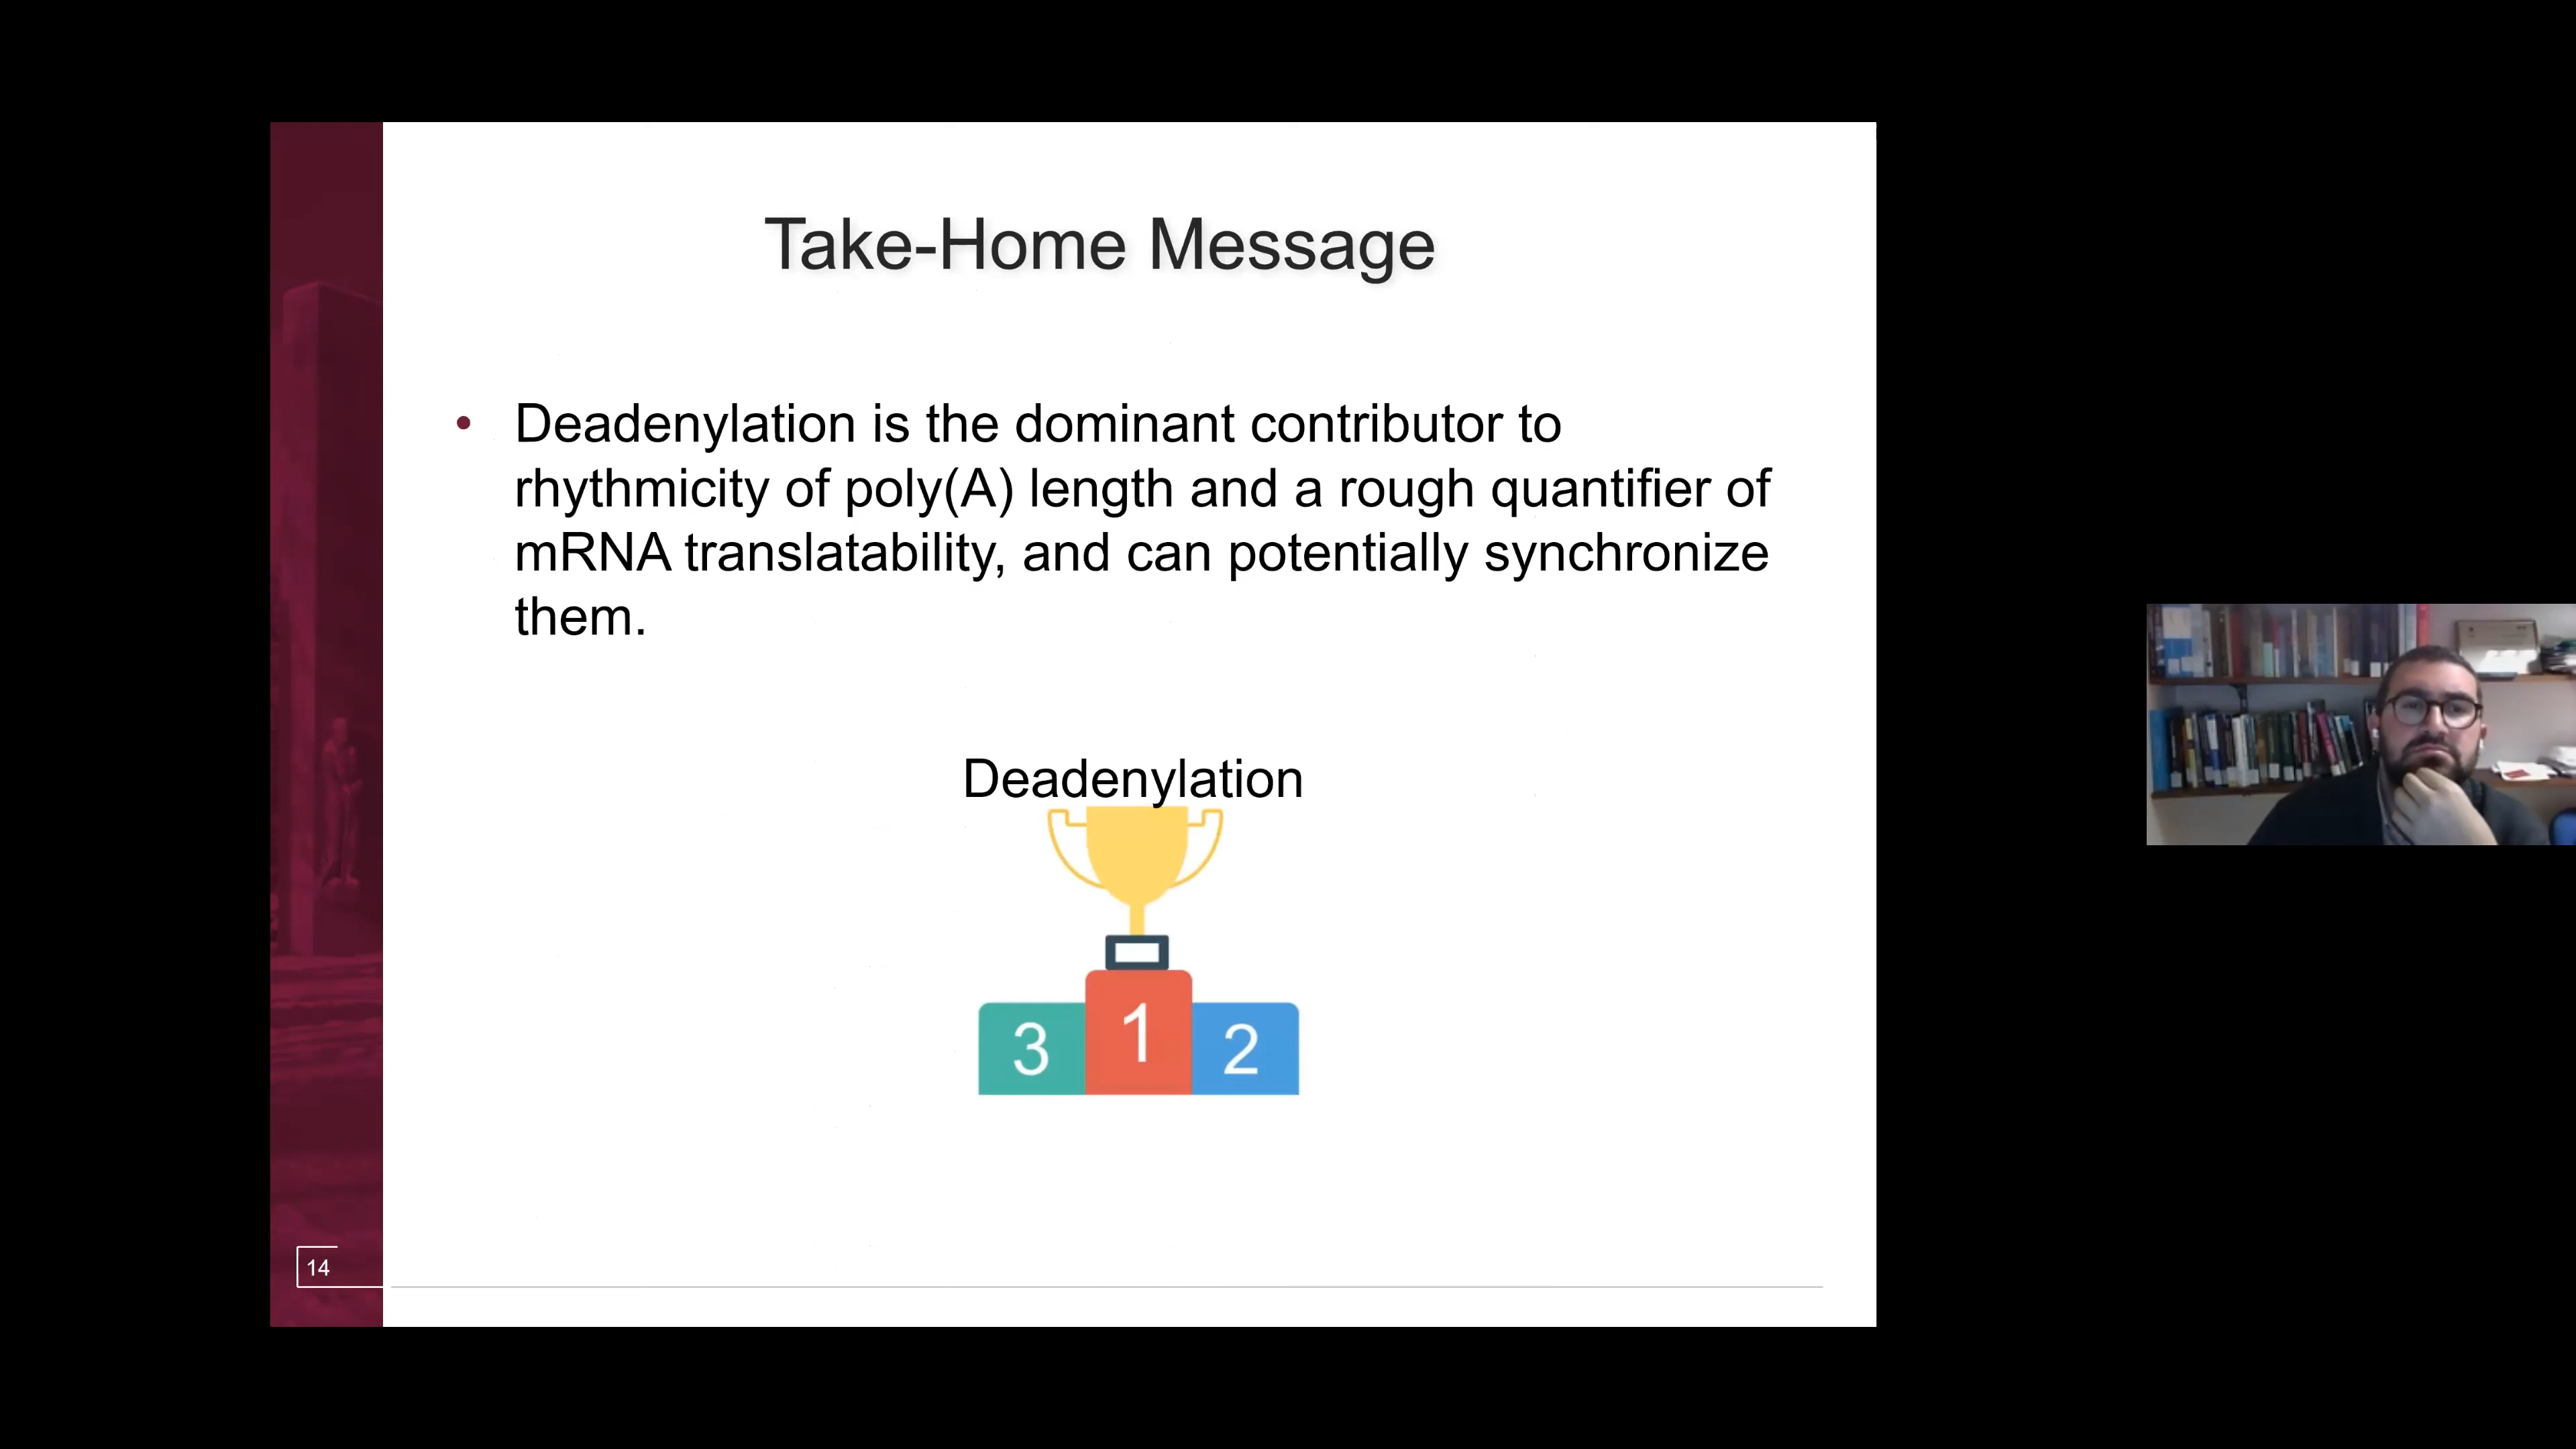 Take-Home Message
• Deadenylation is the dominant contributor to
rhythmicity of poly(A) length and a rough quantifier of
mRNA translatability, and can potentially synchronize
them.
Deadenylation
3 1 2
14